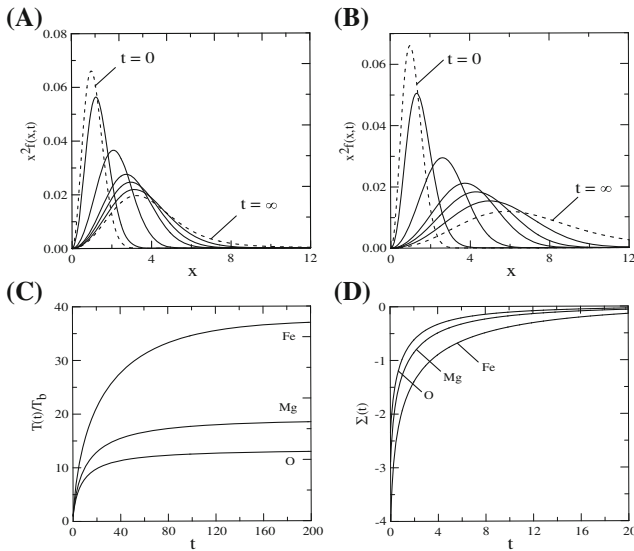 (A)
0.08
0.06
0.04
0.02
0.00
x²f(x,t)
t = 0
t = ∞
0 4 8 12
x
(B)
0.07
0.06
0.03
0.00
x²f(x,t)
t = 0
t = ∞
0 4 8 12
x
(C)
40
30
20
10
0
T(t)/T_b
Fe
Mg
O
0 40 80 120 160 200
t
(D)
0
-1
-2
-3
-4
Σ(t)
O
Mg
Fe
0 4 8 12 16 20
t